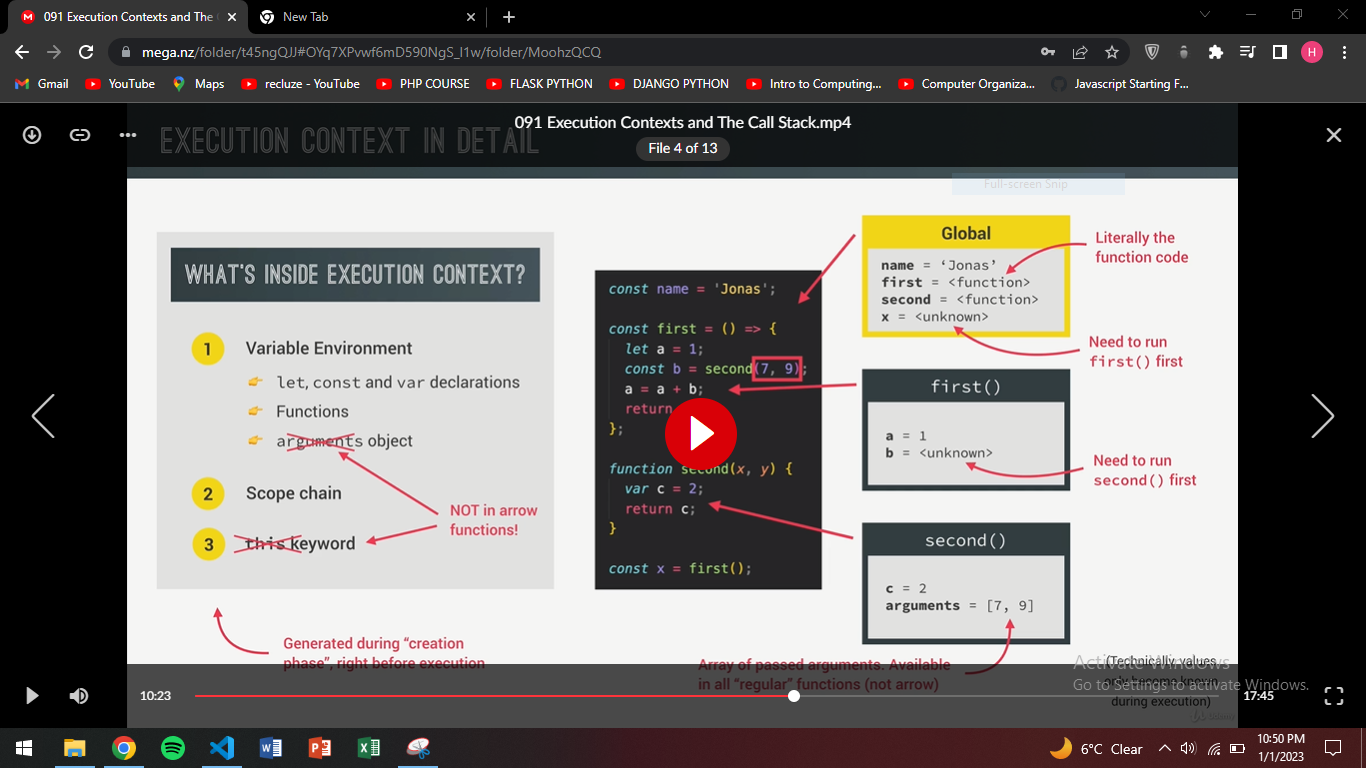 091 Execution Contexts and The
New Tab
mega.nz/folder/t45ngQJJ#OYq7XPvwf6mD590NgS_l1w/folder/MoohzQCQ
H
Gmail
YouTube
Maps
recluze - YouTube
PHP COURSE
FLASK PYTHON
DJANGO PYTHON
Intro to Computing...
Computer Organiza...
Javascript Starting F...
091 Execution Contexts and The Call Stack.mp4
File 4 of 13
EXECUTION CONTEXT IN DETAIL
Full-screen Snip
WHAT'S INSIDE EXECUTION CONTEXT?
1 Variable Environment
👉 let, const and var declarations
👉 Functions
👉 arguments object
2 Scope chain
3 this keyword
NOT in arrow
functions!
Generated during “creation
phase”, right before execution
const name = 'Jonas';
const first = () => {
let a = 1;
const b = second(7, 9);
a = a + b;
return
};
function second(x, y) {
var c = 2;
return c;
}
const x = first();
Global
name = ‘Jonas’
first = <function>
second = <function>
x = <unknown>
Literally the
function code
Need to run
first() first
first()
a = 1
b = <unknown>
Need to run
second() first
second()
c = 2
arguments = [7, 9]
Array of passed arguments. Available
in all “regular” functions (not arrow)
(Technically, values
only become known
during execution)
Activate Windows
Go to Settings to activate Windows.
10:23
17:45
6°C Clear
10:50 PM
1/1/2023